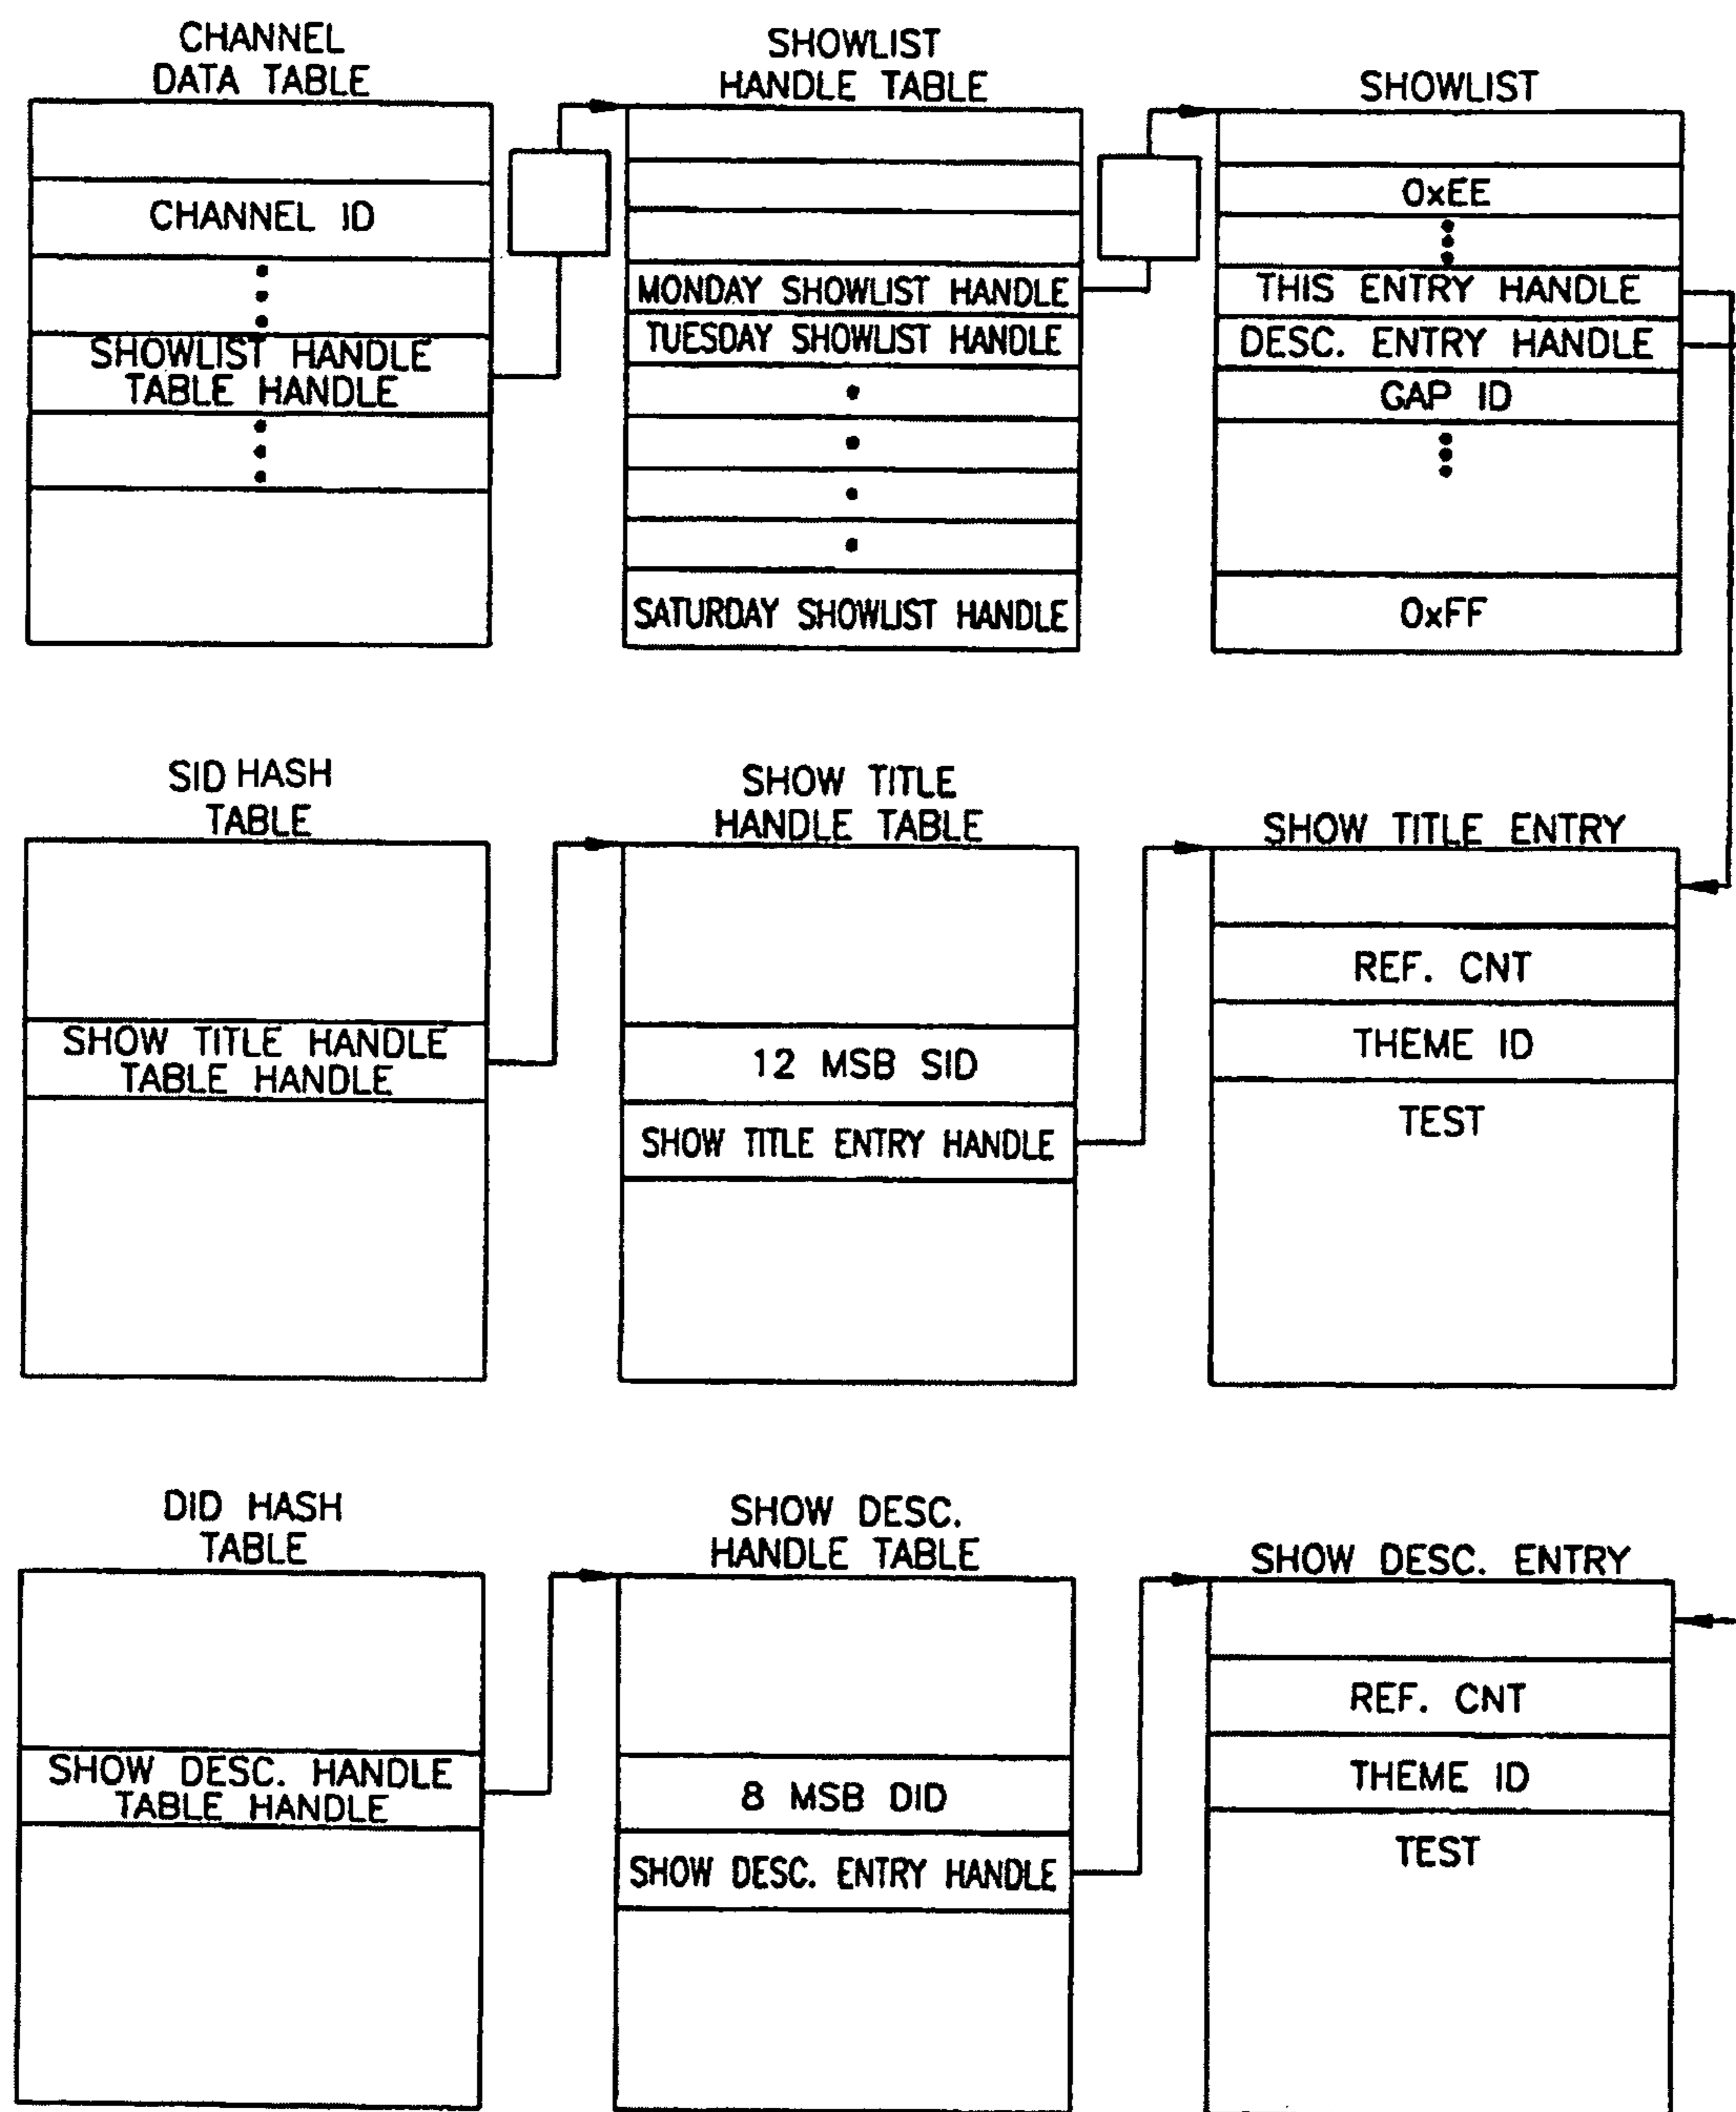 CHANNEL
DATA TABLE
CHANNEL ID
SHOWLIST HANDLE
TABLE HANDLE
SHOWLIST
HANDLE TABLE
MONDAY SHOWLIST HANDLE
TUESDAY SHOWLIST HANDLE
SATURDAY SHOWLIST HANDLE
SHOWLIST
0xEE
THIS ENTRY HANDLE
DESC. ENTRY HANDLE
GAP ID
0xFF
SID HASH
TABLE
SHOW TITLE HANDLE
TABLE HANDLE
SHOW TITLE
HANDLE TABLE
12 MSB SID
SHOW TITLE ENTRY HANDLE
SHOW TITLE ENTRY
REF. CNT
THEME ID
TEST
DID HASH
TABLE
SHOW DESC. HANDLE
TABLE HANDLE
SHOW DESC.
HANDLE TABLE
8 MSB DID
SHOW DESC. ENTRY HANDLE
SHOW DESC. ENTRY
REF. CNT
THEME ID
TEST